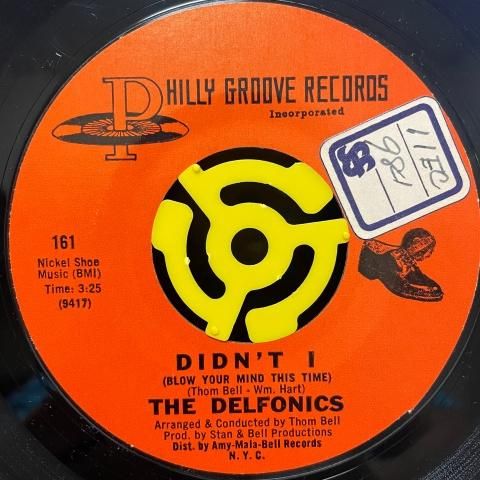 PHILLY GROOVE RECORDS
Incorporated
161
Nickel Shoe
Music (BMI)
Time: 3:25
(9417)
DIDN'T I
(BLOW YOUR MIND THIS TIME)
(Thom Bell - Wm. Hart)
THE DELFONICS
Arranged & Conducted by Thom Bell
Prod. by Stan & Bell Productions
Dist. by Amy-Mala-Bell Records
N.Y.C.